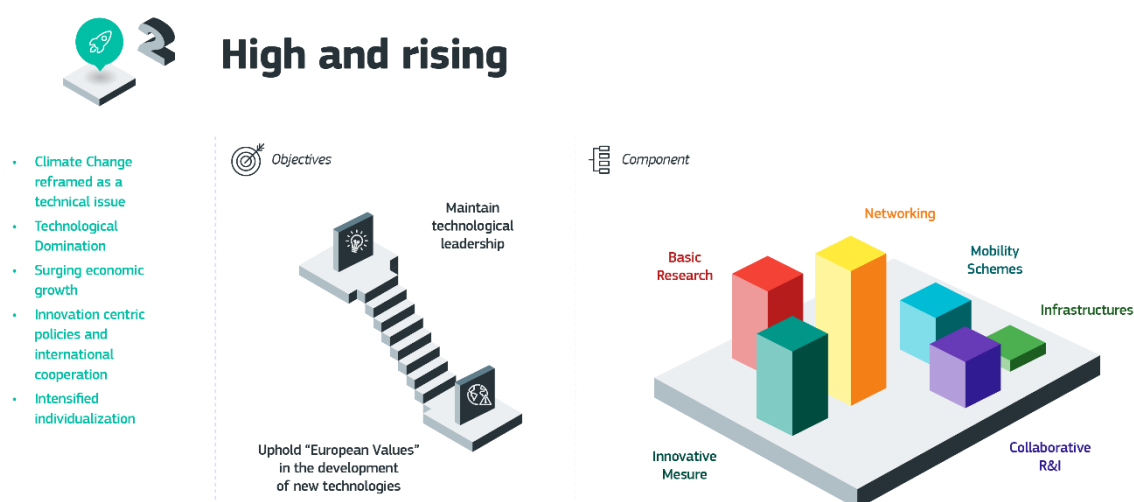 2
High and rising
• Climate Change
reframed as a
technical issue
• Technological
Domination
• Surging economic
growth
• Innovation centric
policies and
international
cooperation
• Intensified
individualization
Objectives
Maintain
technological
leadership
Uphold “European Values”
in the development
of new technologies
Component
Networking
Basic
Research
Mobility
Schemes
Infrastructures
Innovative
Mesure
Collaborative
R&I